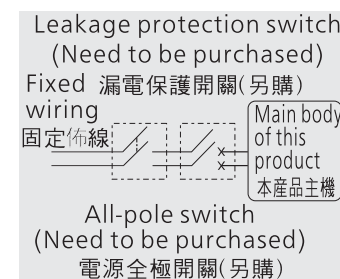 Leakage protection switch
(Need to be purchased)
Fixed 漏電保護開關(另購)
wiring
固定佈線
Main body
of this
product
本産品主機
All-pole switch
(Need to be purchased)
電源全極開關(另購)